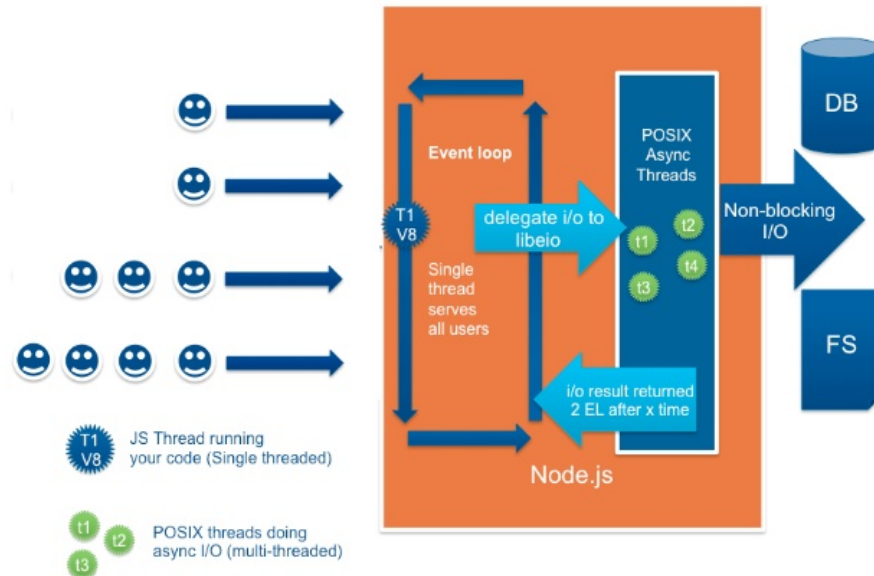 DB
POSIX
Async
Threads
Event loop
T1
V8
delegate i/o to
libeio
t1
t2
t4
t3
Non-blocking
I/O
Single
thread
serves
all users
FS
i/o result returned
2 EL after x time
Node.js
T1
V8
JS Thread running
your code (Single threaded)
t1
t2
t3
POSIX threads doing
async I/O (multi-threaded)